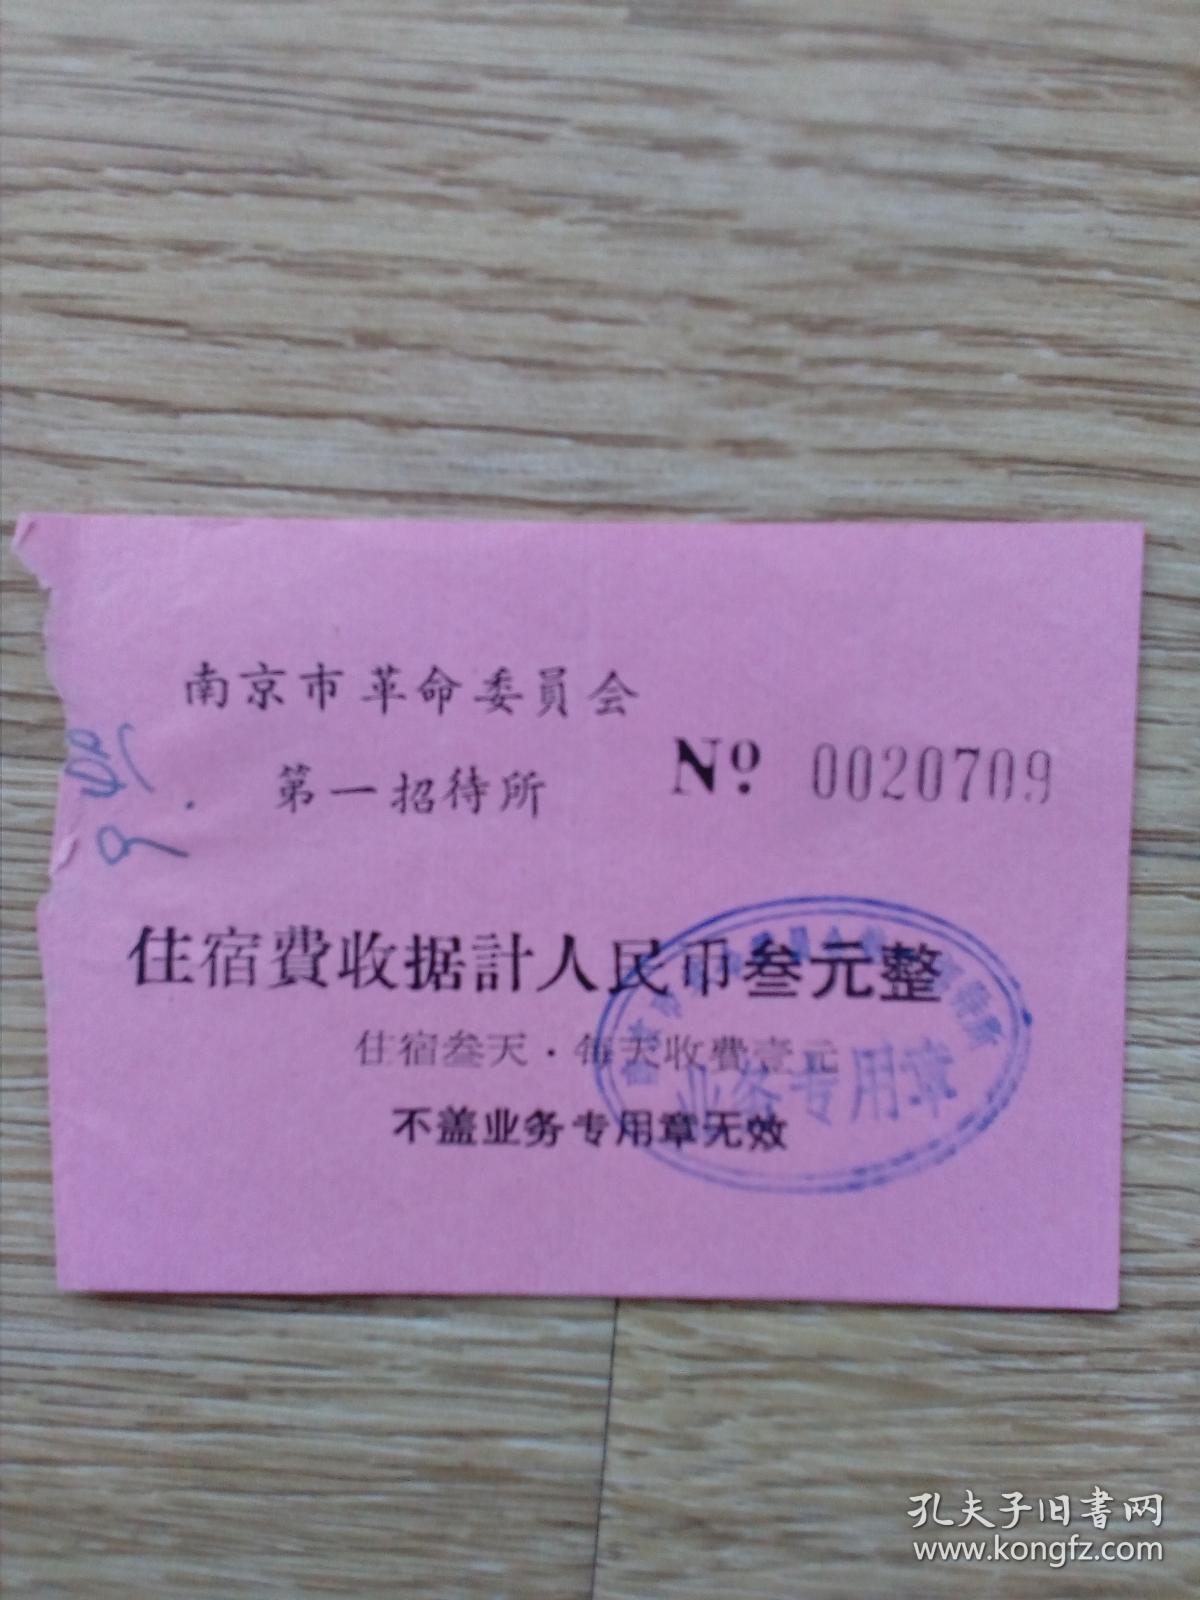 南京市革命委員会
第一招待所
No. 0020709
住宿費收据計人民币叁元整
住宿叁天·每天收費壹元
不盖业务专用章无效
业务专用章
孔夫子旧書网
www.kongfz.com